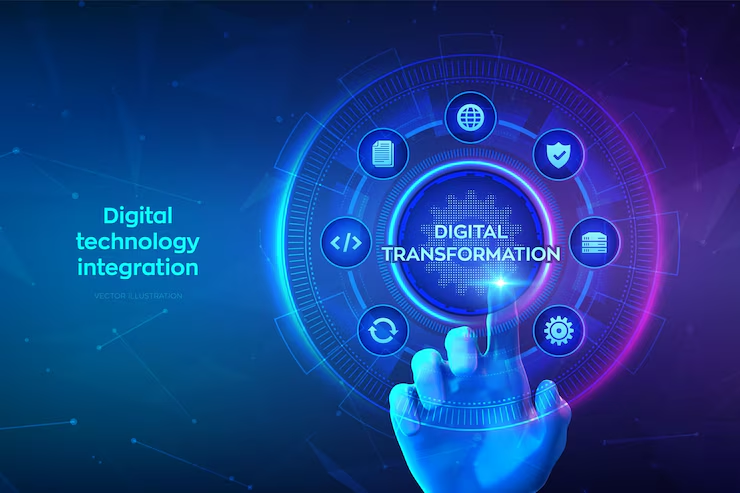 Digital
technology
integration
VECTOR ILLUSTRATION
DIGITAL
TRANSFORMATION
</>